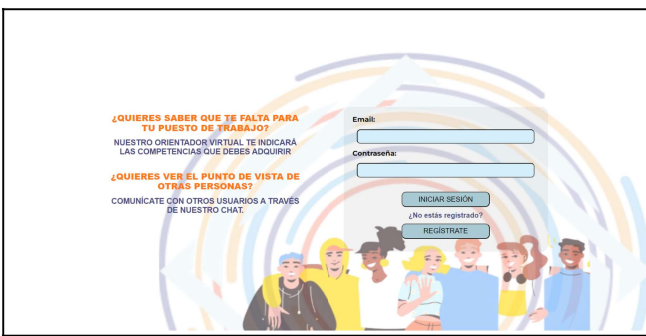 ¿QUIERES SABER QUE TE FALTA PARA
TU PUESTO DE TRABAJO?
NUESTRO ORIENTADOR VIRTUAL TE INDICARÁ
LAS COMPETENCIAS QUE DEBES ADQUIRIR
¿QUIERES VER EL PUNTO DE VISTA DE
OTRAS PERSONAS?
COMUNÍCATE CON OTROS USUARIOS A TRAVÉS
DE NUESTRO CHAT.
Email:
Contraseña:
INICIAR SESIÓN
¿No estás registrado?
REGÍSTRATE